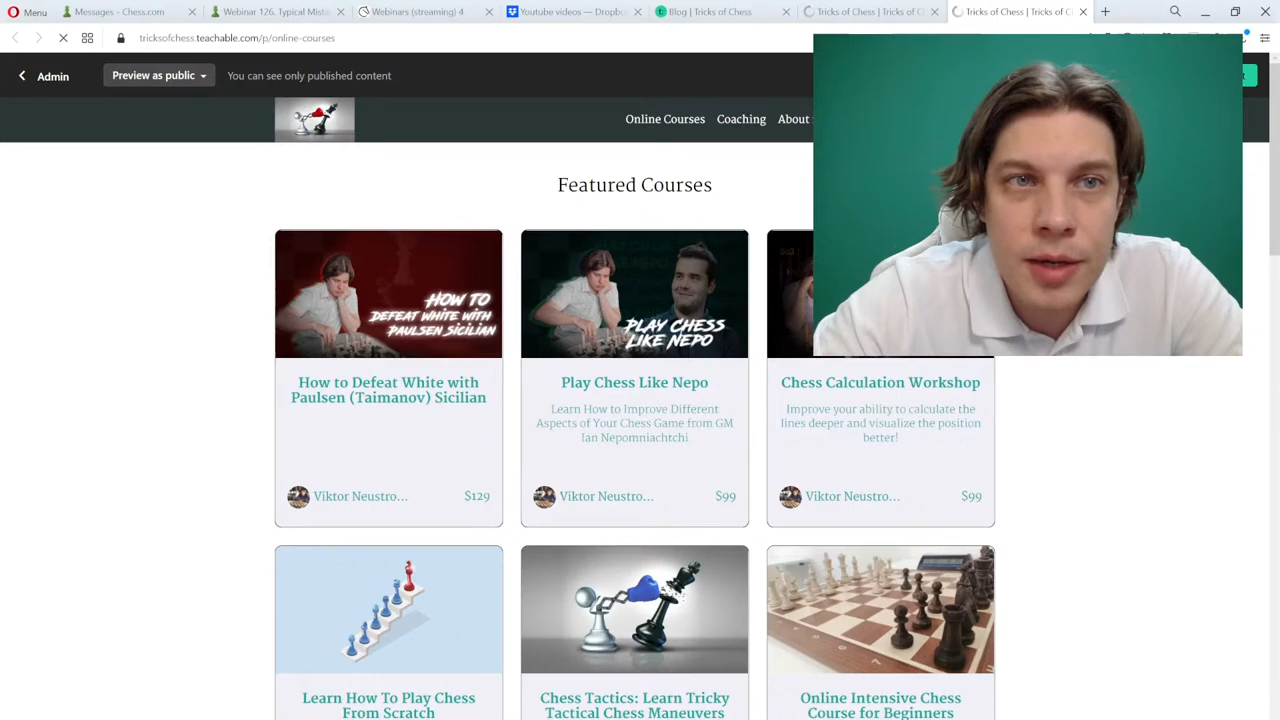 Menu
Messages - Chess.com
Webinar 126. Typical Mista
Webinars (streaming) 4
Youtube videos — Dropbo
Blog | Tricks of Chess
Tricks of Chess | Tricks of Ch
Tricks of Chess | Tricks of Ch
tricksofchess.teachable.com/p/online-courses
Admin
Preview as public
You can see only published content
Online Courses
Coaching
About
Featured Courses
HOW TO
DEFEAT WHITE WITH
PAULSEN SICILIAN
PLAY CHESS
LIKE NEPO
How to Defeat White with
Paulsen (Taimanov) Sicilian
Viktor Neustro...
$129
Play Chess Like Nepo
Learn How to Improve Different
Aspects of Your Chess Game from GM
Ian Nepomniachtchi
Viktor Neustro...
$99
Chess Calculation Workshop
Improve your ability to calculate the
lines deeper and visualize the position
better!
Viktor Neustro...
$99
Learn How To Play Chess
From Scratch
Chess Tactics: Learn Tricky
Tactical Chess Maneuvers
Online Intensive Chess
Course for Beginners